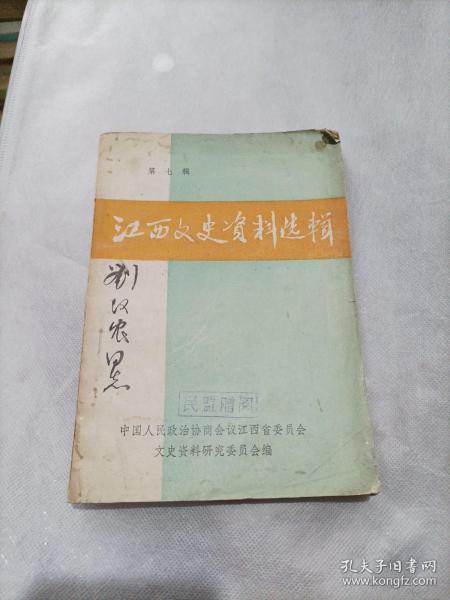 第七辑
江西文史资料选辑
刘汉农
民盟赠阅
中国人民政治协商会议江西省委员会
文史资料研究委员会编
孔夫子旧书网
www.kongfz.com